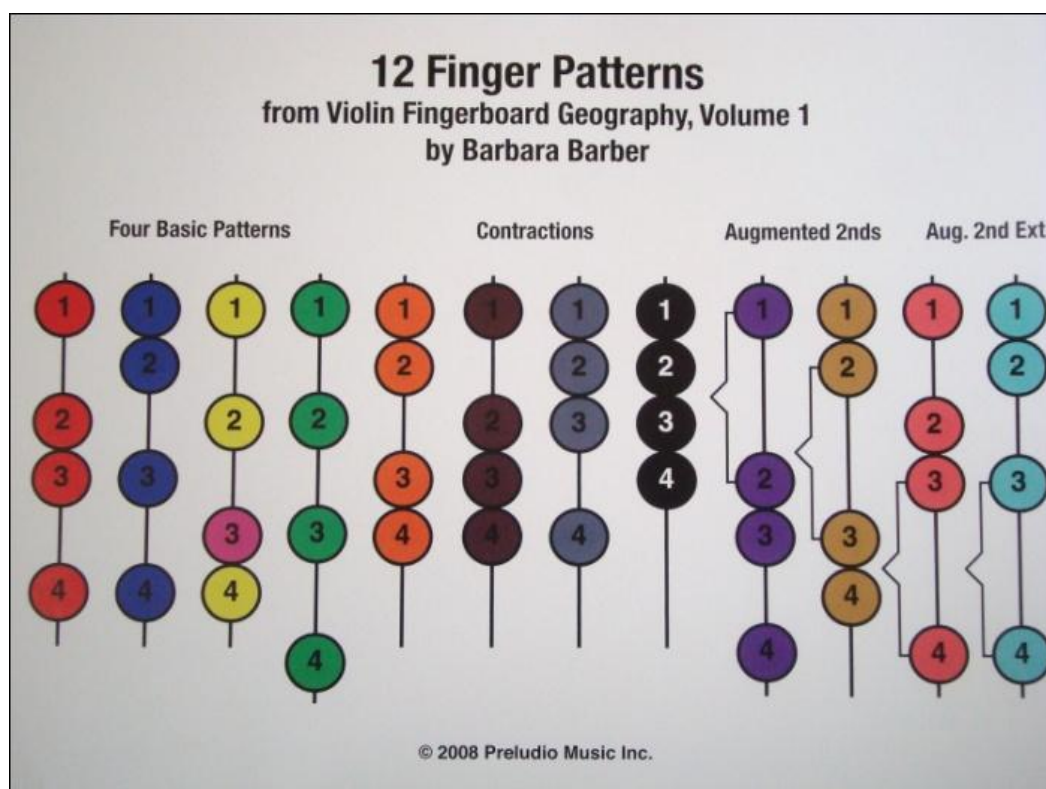 12 Finger Patterns
from Violin Fingerboard Geography, Volume 1
by Barbara Barber
Four Basic Patterns Contractions Augmented 2nds Aug. 2nd Ext
1 1 1 1 1 1 1 1 1 1 1 1
2 2 2 2 2 2
2 2 2 2 3 3 2
3 3 3 3 4 2 3 3
3 3 4 4 4 3 3
4 4 4 4
4 4 4 4
© 2008 Preludio Music Inc.